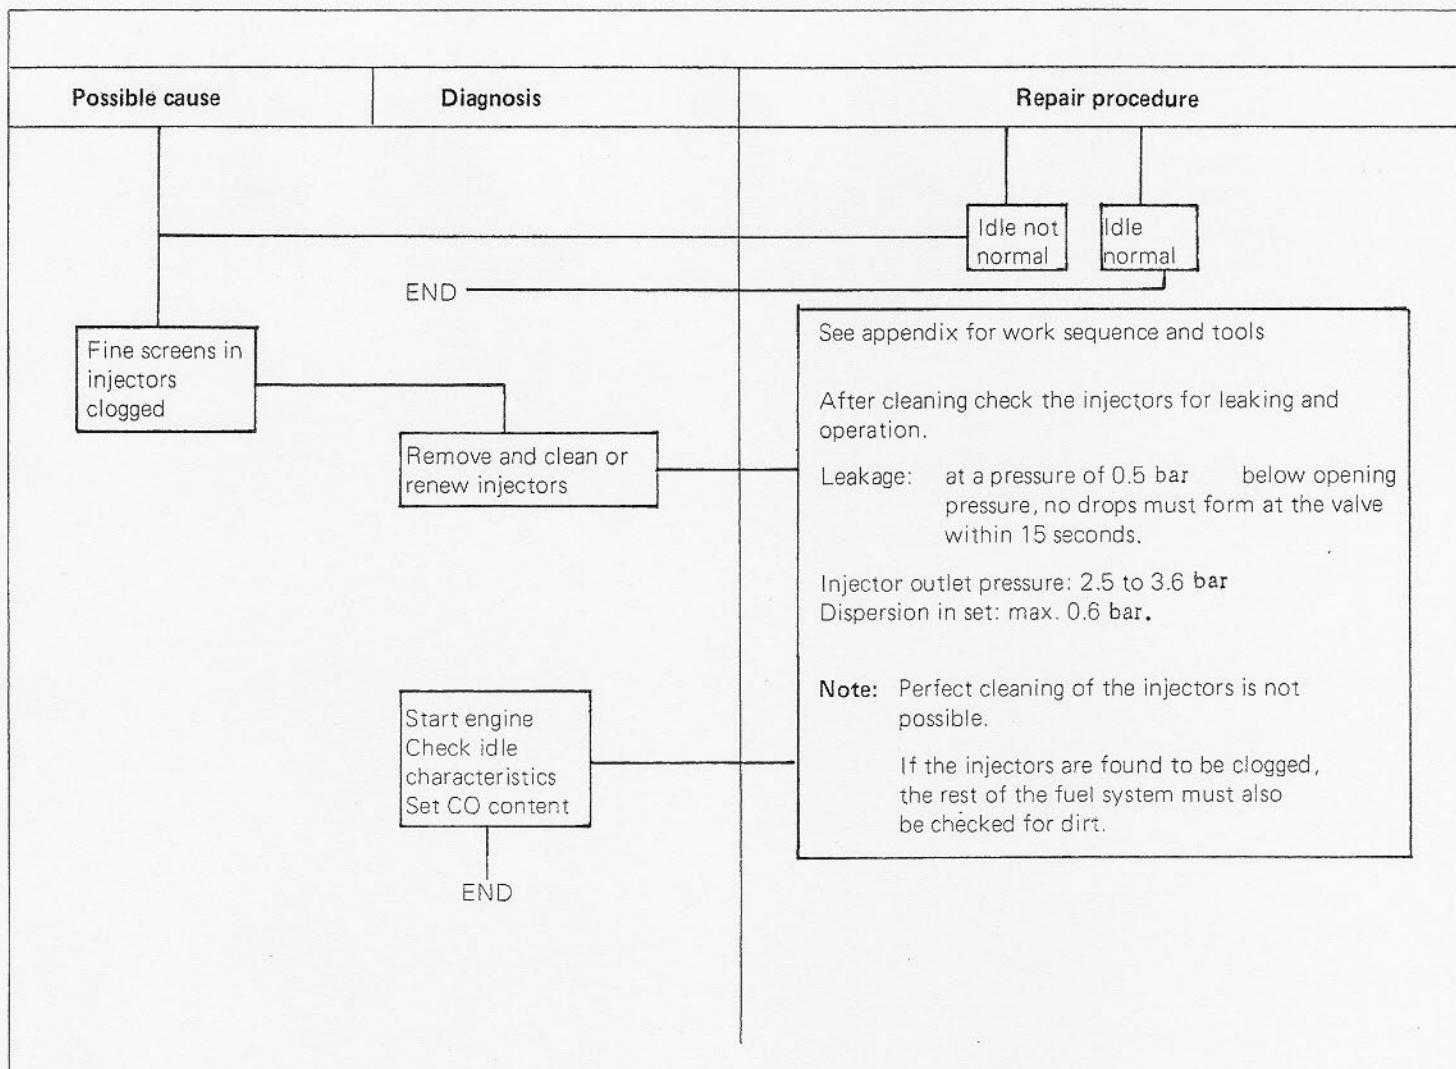 Possible cause
Diagnosis
Repair procedure
Idle not
normal
Idle
normal
END
Fine screens in
injectors
clogged
Remove and clean or
renew injectors
See appendix for work sequence and tools
After cleaning check the injectors for leaking and
operation.
Leakage: at a pressure of 0.5 bar below opening
pressure, no drops must form at the valve
within 15 seconds.
Injector outlet pressure: 2.5 to 3.6 bar
Dispersion in set: max. 0.6 bar.
Note: Perfect cleaning of the injectors is not
possible.
If the injectors are found to be clogged,
the rest of the fuel system must also
be checked for dirt.
Start engine
Check idle
characteristics
Set CO content
END